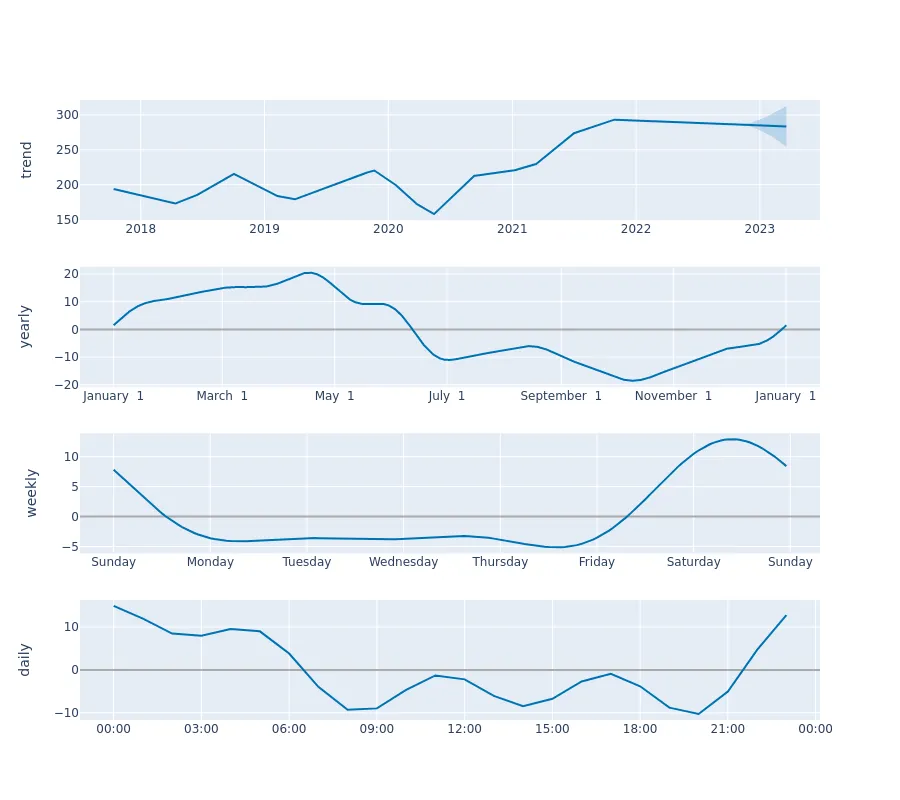 300
250
200
150
trend
2018 2019 2020 2021 2022 2023
20
10
0
−10
−20
yearly
January 1 March 1 May 1 July 1 September 1 November 1 January 1
10
5
0
−5
weekly
Sunday Monday Tuesday Wednesday Thursday Friday Saturday Sunday
10
0
−10
daily
00:00 03:00 06:00 09:00 12:00 15:00 18:00 21:00 00:00